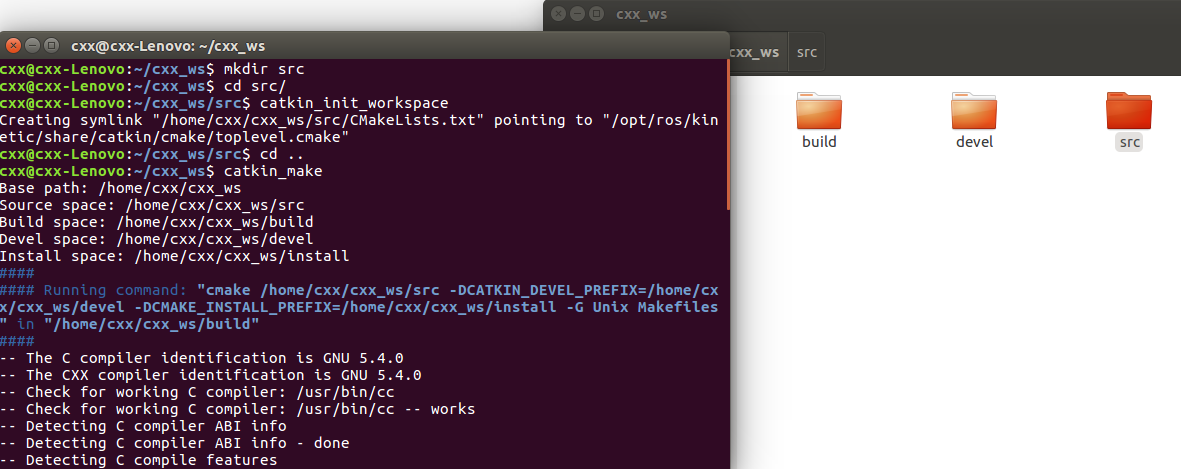 cxx_ws
cxx_ws src
build devel src
cxx@cxx-Lenovo: ~/cxx_ws
cxx@cxx-Lenovo:~/cxx_ws$ mkdir src
cxx@cxx-Lenovo:~/cxx_ws$ cd src/
cxx@cxx-Lenovo:~/cxx_ws/src$ catkin_init_workspace
Creating symlink "/home/cxx/cxx_ws/src/CMakeLists.txt" pointing to "/opt/ros/kin
etic/share/catkin/cmake/toplevel.cmake"
cxx@cxx-Lenovo:~/cxx_ws/src$ cd ..
cxx@cxx-Lenovo:~/cxx_ws$ catkin_make
Base path: /home/cxx/cxx_ws
Source space: /home/cxx/cxx_ws/src
Build space: /home/cxx/cxx_ws/build
Devel space: /home/cxx/cxx_ws/devel
Install space: /home/cxx/cxx_ws/install
####
#### Running command: "cmake /home/cxx/cxx_ws/src -DCATKIN_DEVEL_PREFIX=/home/cx
x/cxx_ws/devel -DCMAKE_INSTALL_PREFIX=/home/cxx/cxx_ws/install -G Unix Makefiles
" in "/home/cxx/cxx_ws/build"
####
-- The C compiler identification is GNU 5.4.0
-- The CXX compiler identification is GNU 5.4.0
-- Check for working C compiler: /usr/bin/cc
-- Check for working C compiler: /usr/bin/cc -- works
-- Detecting C compiler ABI info
-- Detecting C compiler ABI info - done
-- Detecting C compile features